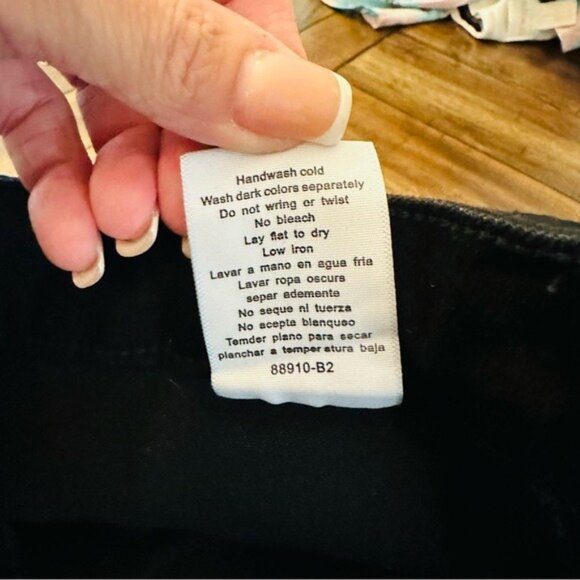 Handwash cold
Wash dark colors separately
Do not wring or twist
No bleach
Lay flat to dry
Low iron
Lavar a mano en agua fria
Lavar ropa oscurs
separ ademente
No seque ni tuerza
No acepte blanqueo
Temder plano para secar
planchar a temper atura baja
88910-B2